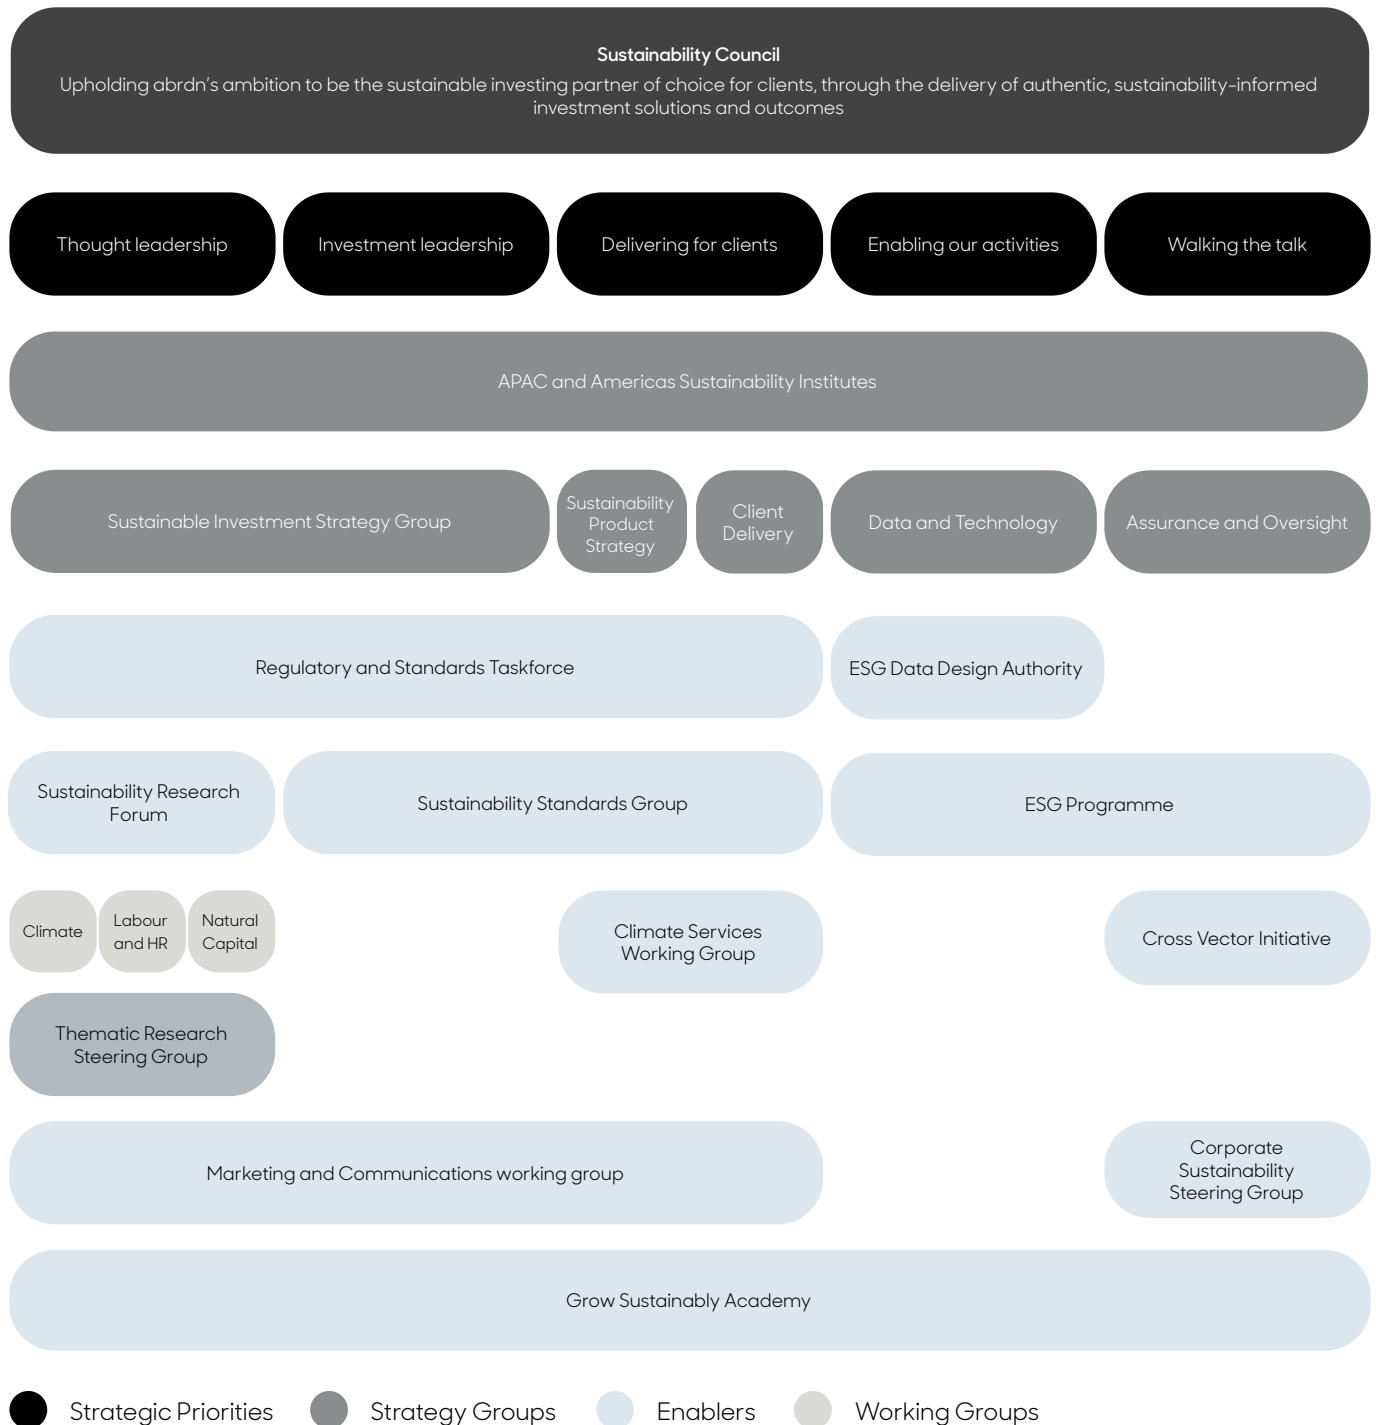 Sustainability Council
Upholding abrdn's ambition to be the sustainable investing partner of choice for clients, through the delivery of authentic, sustainability-informed
investment solutions and outcomes
Thought leadership
Investment leadership
Delivering for clients
Enabling our activities
Walking the talk
APAC and Americas Sustainability Institutes
Sustainable Investment Strategy Group
Sustainability
Product
Strategy
Client
Delivery
Data and Technology
Assurance and Oversight
Regulatory and Standards Taskforce
ESG Data Design Authority
Sustainability Research
Forum
Sustainability Standards Group
ESG Programme
Climate
Labour
and HR
Natural
Capital
Climate Services
Working Group
Cross Vector Initiative
Thematic Research
Steering Group
Marketing and Communications working group
Corporate
Sustainability
Steering Group
Grow Sustainably Academy
Strategic Priorities
Strategy Groups
Enablers
Working Groups